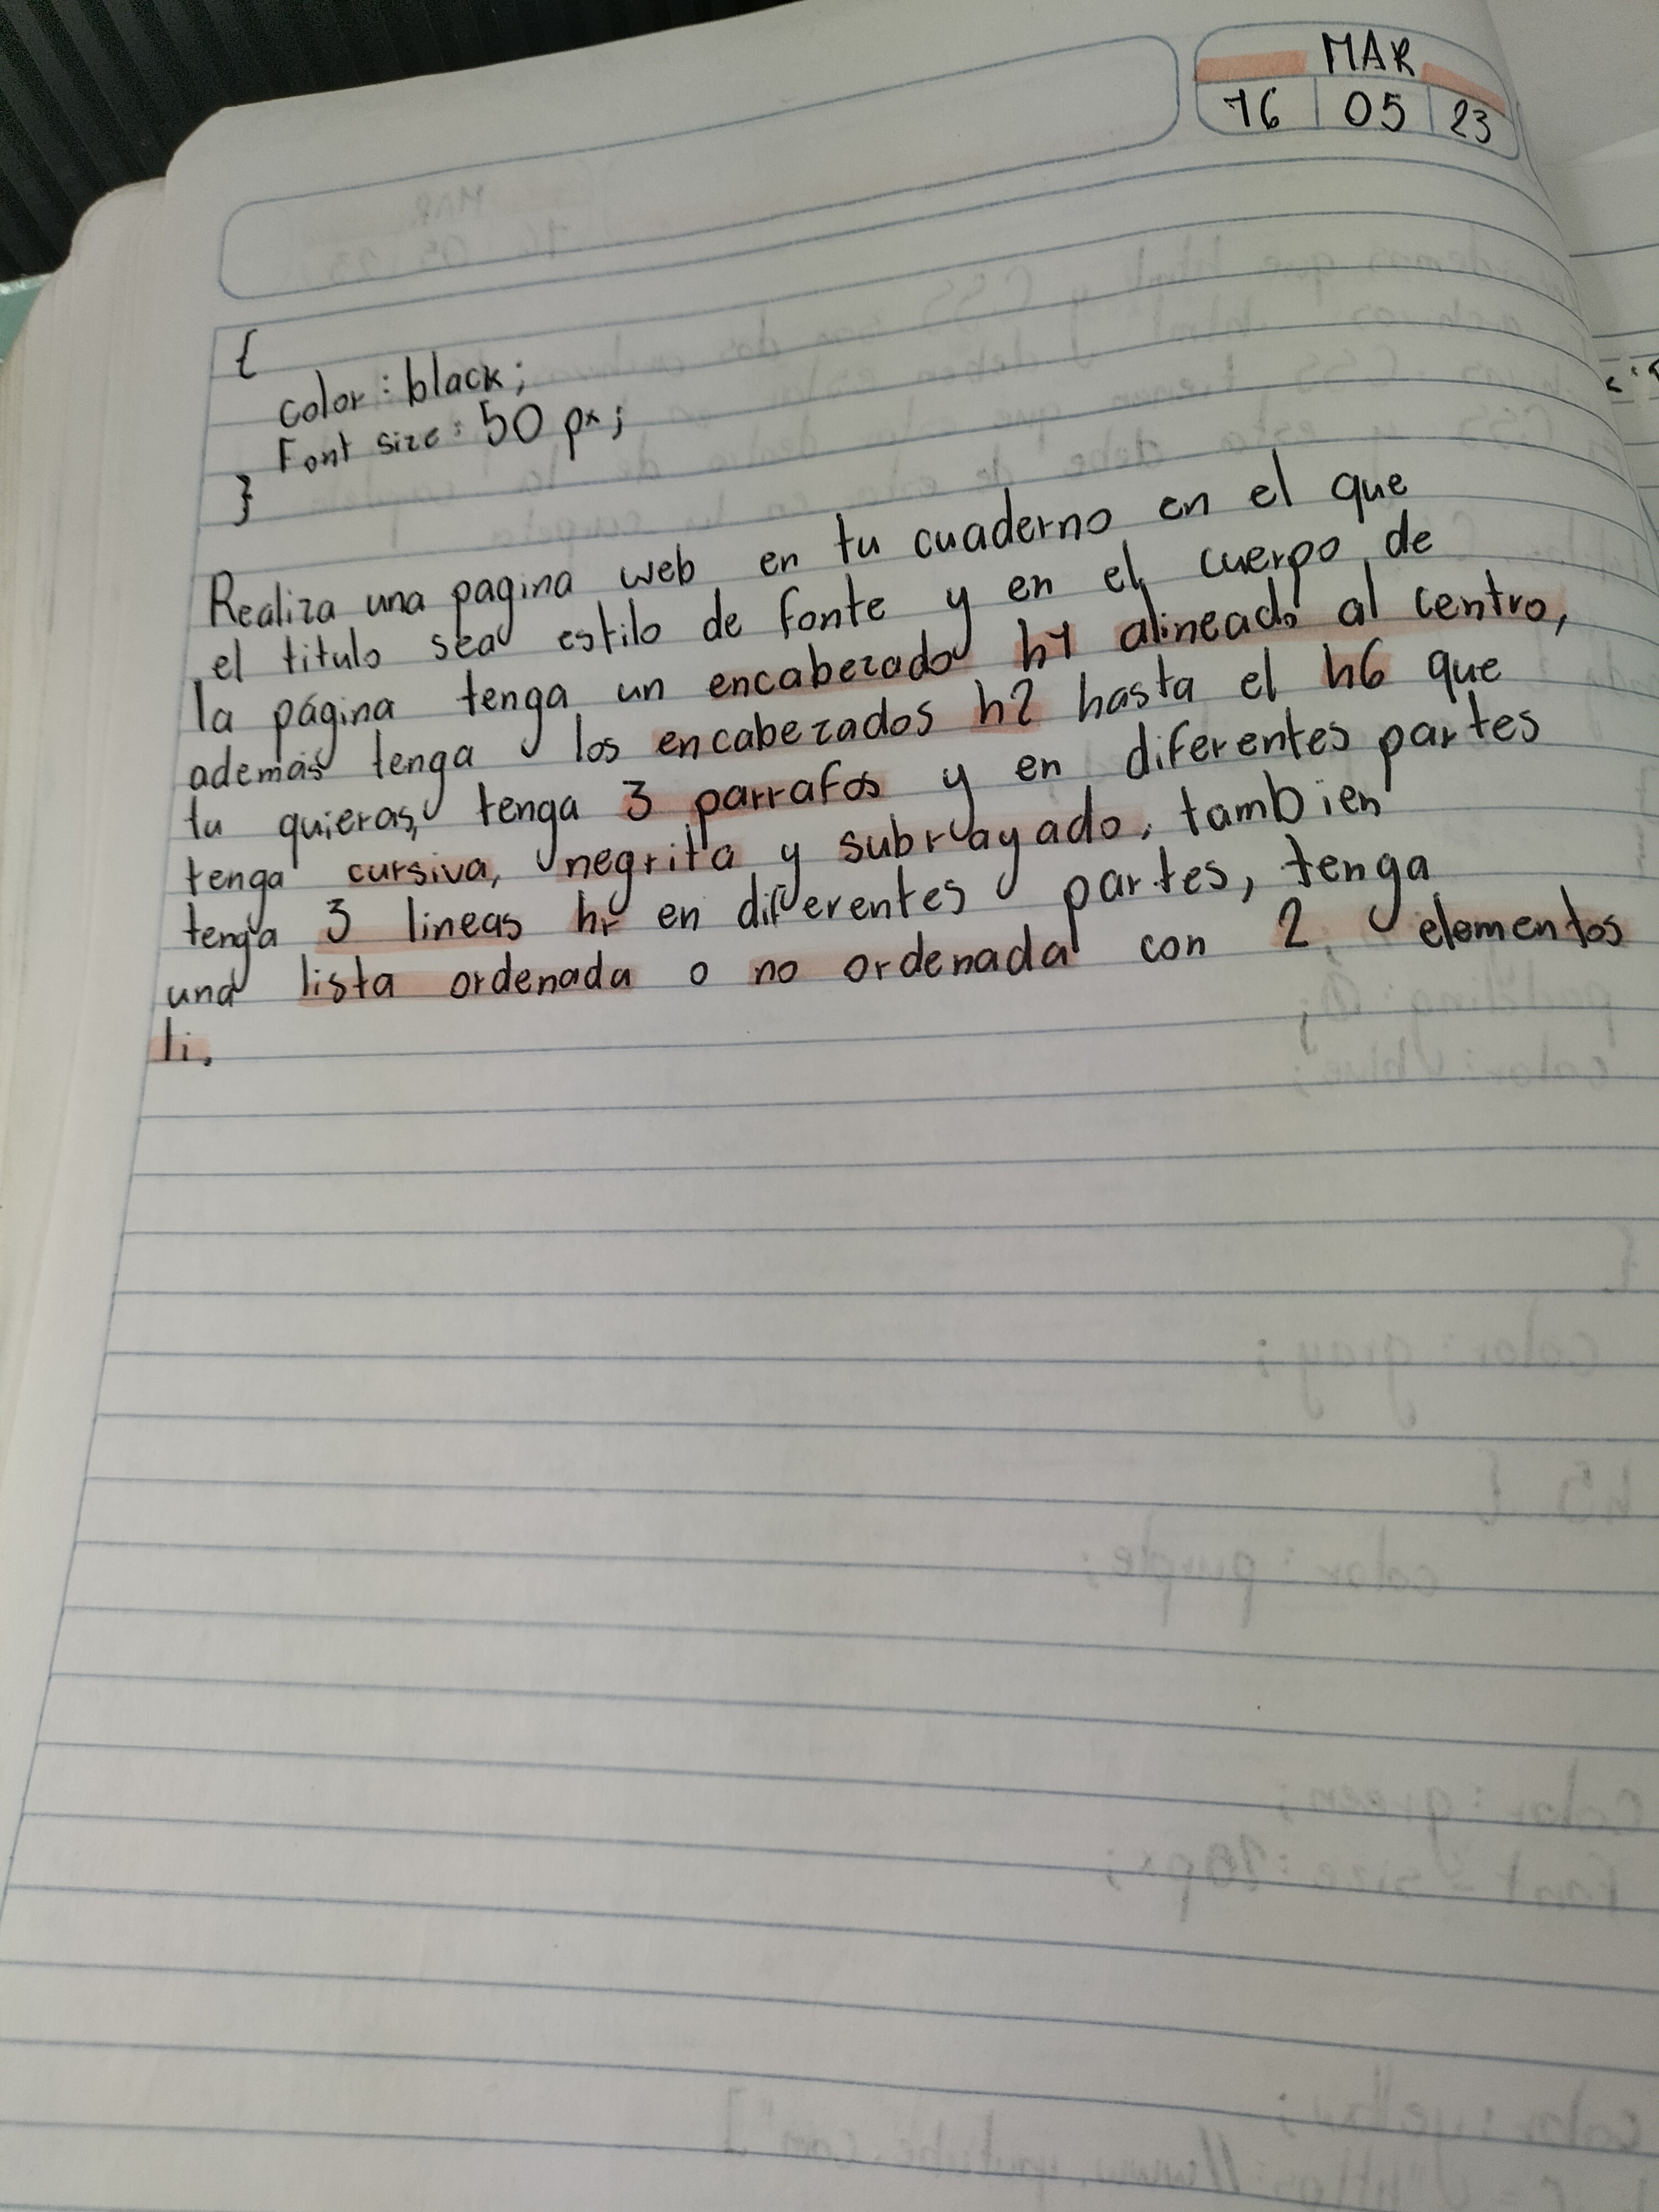 MAR
16 05 23
{
color: black;
Font size: 50 px;
}
Realiza una pagina web en tu cuaderno en el que
el titulo sea estilo de fonte y en el cuerpo de
la página tenga un encabezado h1 alineado al centro,
además tenga los encabezados h2 hasta el h6 que
tu quieras, tenga 3 parrafos y en diferentes partes
tenga cursiva, negrita y subrayado, tambien
tenga 3 lineas hr en diferentes partes, tenga
una lista ordenada o no ordenada con 2 elementos
li.